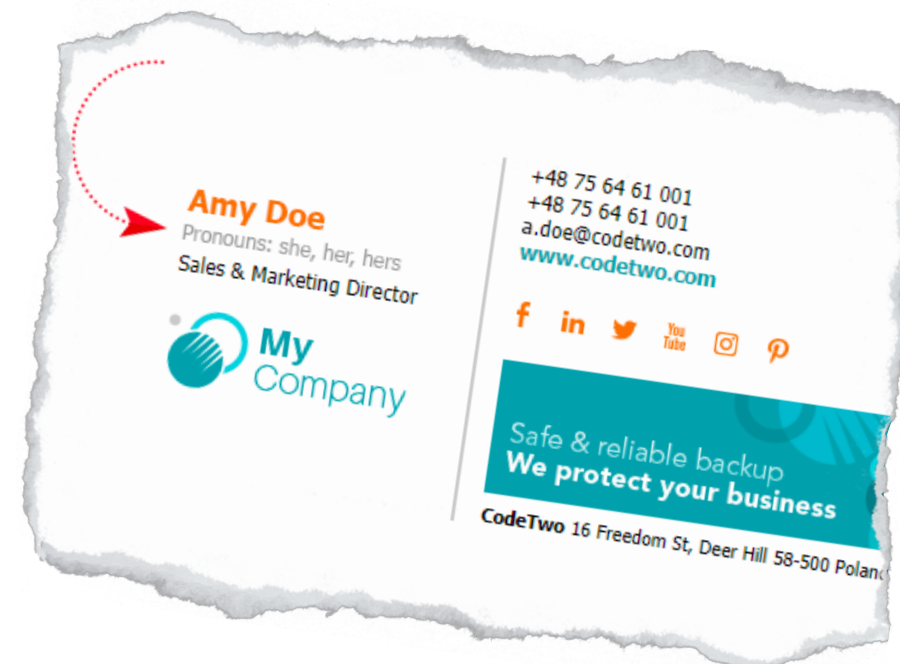 Amy Doe
Pronouns: she, her, hers
Sales & Marketing Director
My
Company
+48 75 64 61 001
+48 75 64 61 001
a.doe@codetwo.com
www.codetwo.com
You
Tube
Safe & reliable backup
We protect your business
CodeTwo 16 Freedom St, Deer Hill 58-500 Polan